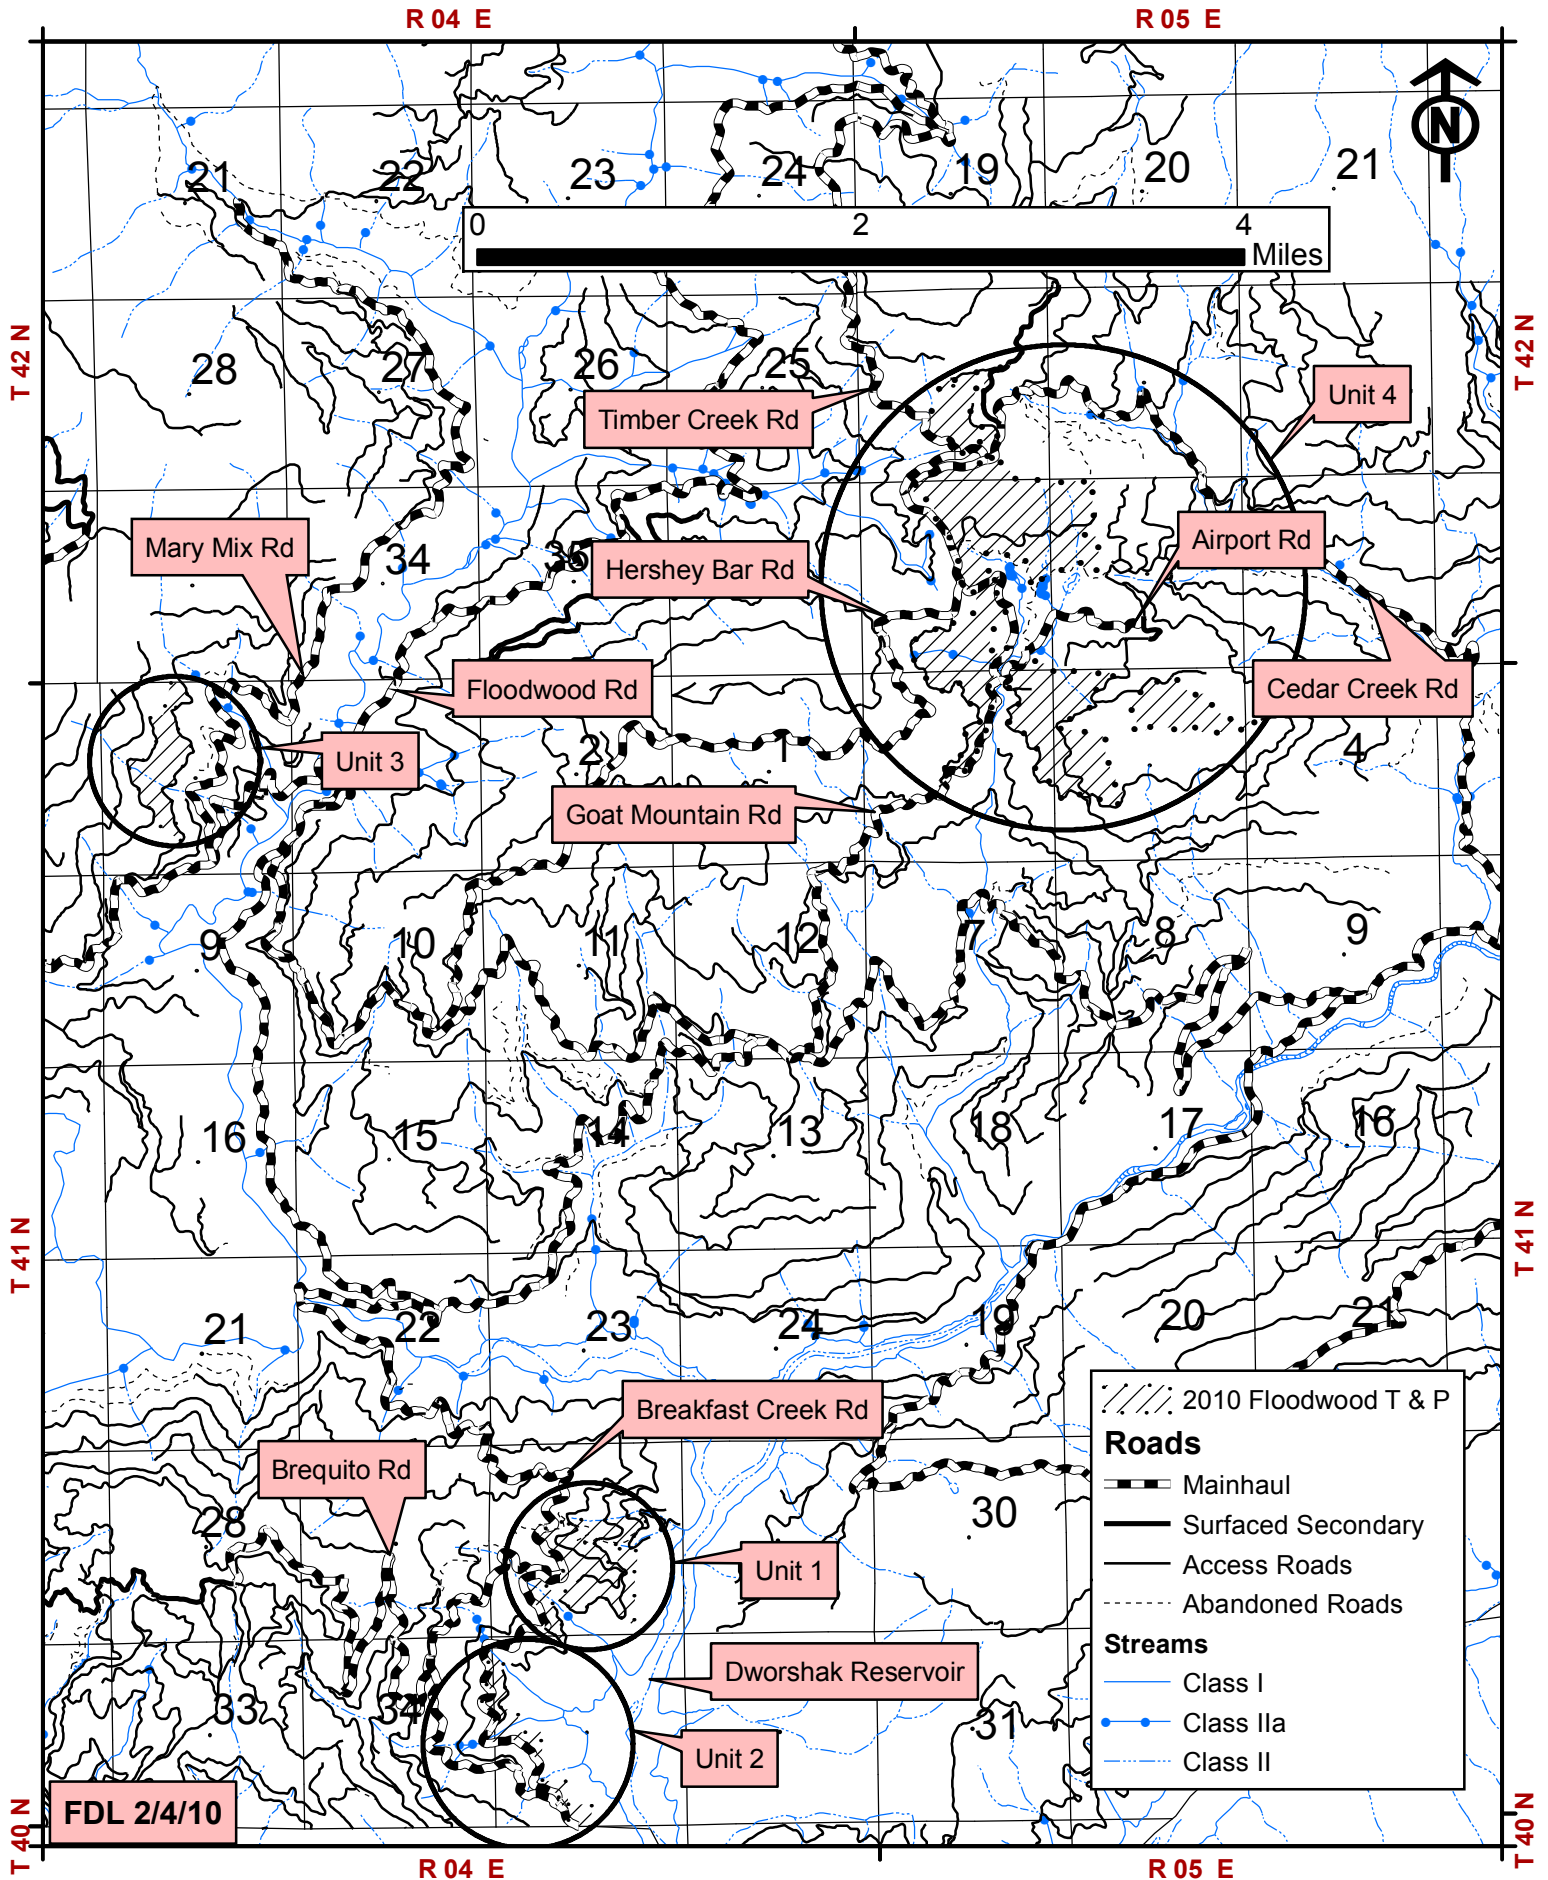 R 04 E
R 05 E
N
21
22
23
24
19
20
21
0
2
4
Miles
T 42 N
T 42 N
28
27
26
25
Timber Creek Rd
Unit 4
Mary Mix Rd
34
35
Hershey Bar Rd
Airport Rd
Floodwood Rd
Cedar Creek Rd
Unit 3
2
1
4
Goat Mountain Rd
9
10
11
12
7
8
9
16
15
14
13
18
17
16
T 41 N
T 41 N
21
22
23
24
19
20
21
Breakfast Creek Rd
Brequito Rd
28
30
Unit 1
Dworshak Reservoir
33
34
31
Unit 2
2010 Floodwood T & P
Roads
Mainhaul
Surfaced Secondary
Access Roads
Abandoned Roads
Streams
Class I
Class IIa
Class II
FDL 2/4/10
T 40 N
T 40 N
R 04 E
R 05 E